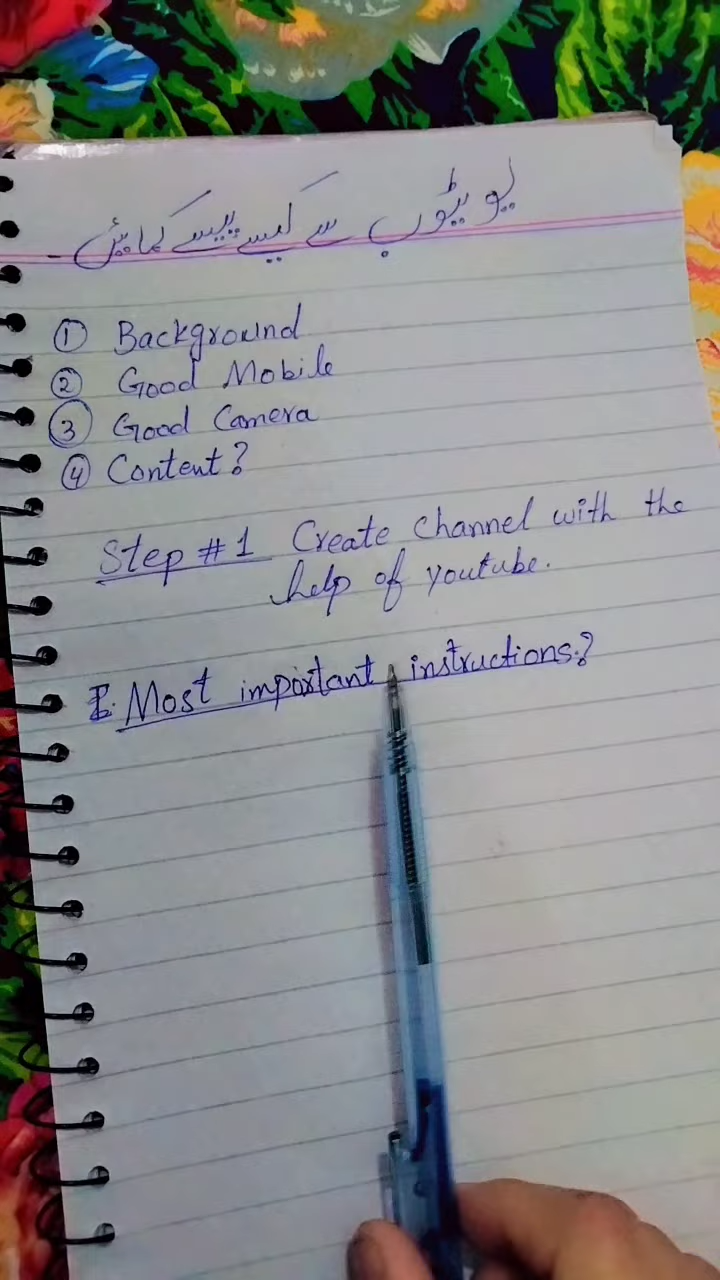 یوٹیوب سے کیسے پیسے کمایئں۔
① Background
② Good Mobile
③ Good Camera
④ Content?
Step #1 Create channel with the
help of youtube.
I. Most important instructions.?